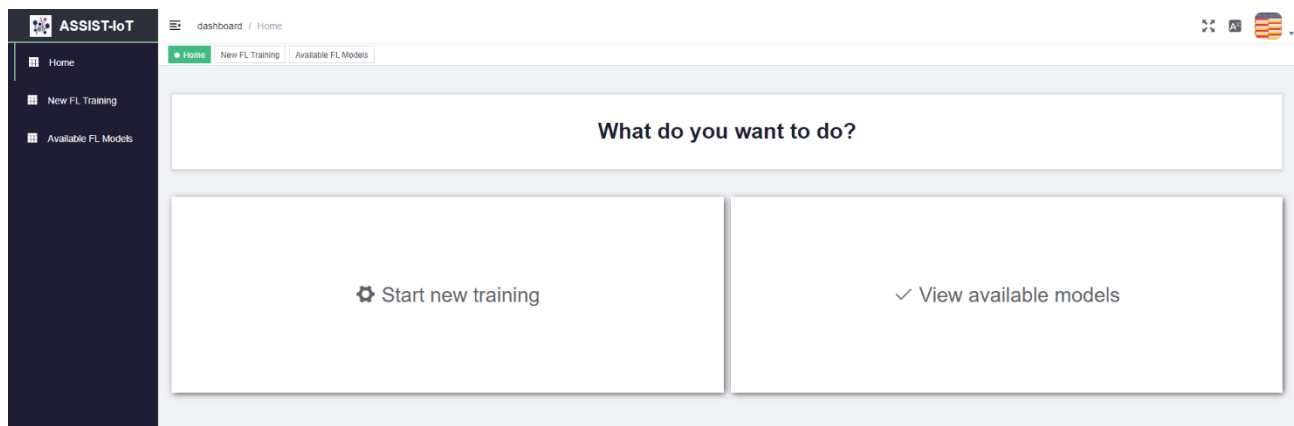 ASSIST-IoT
dashboard / Home
Home
New FL Training
Available FL Models
Home
New FL Training
Available FL Models
What do you want to do?
Start new training
View available models